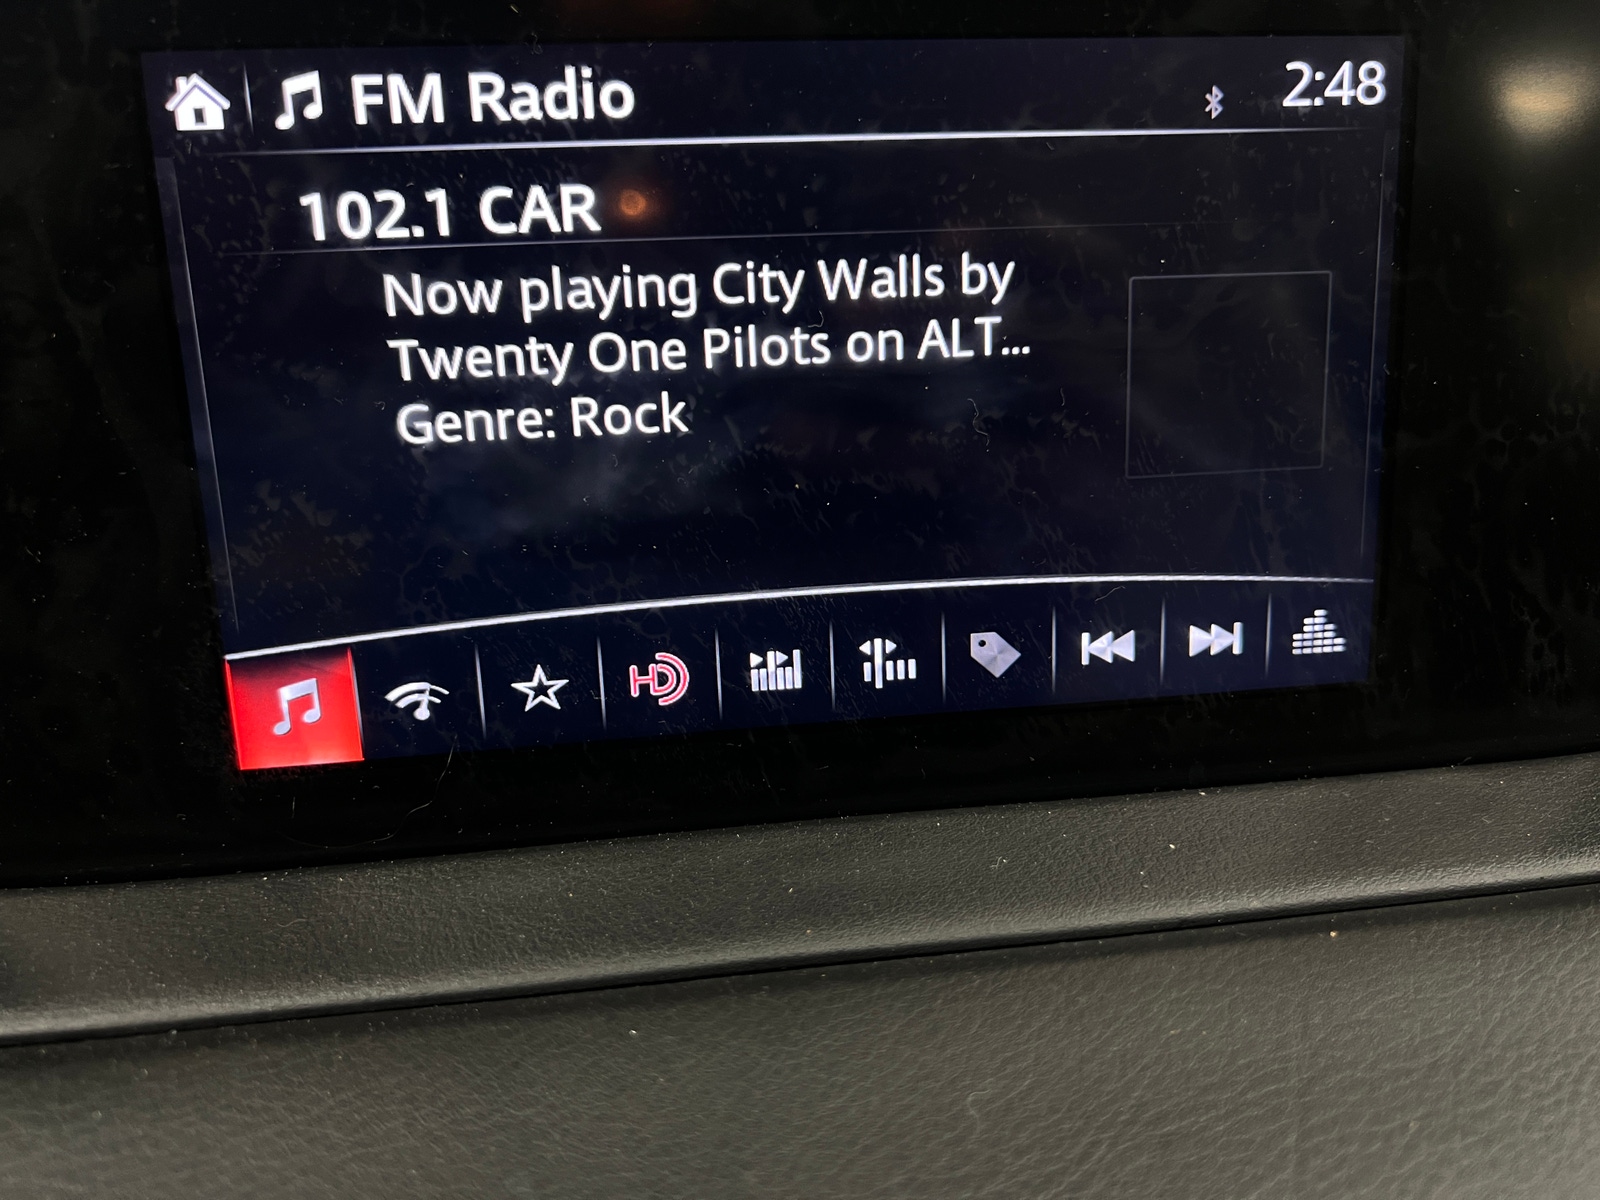 FM Radio
2:48
102.1 CAR
Now playing City Walls by
Twenty One Pilots on ALT...
Genre: Rock
HD